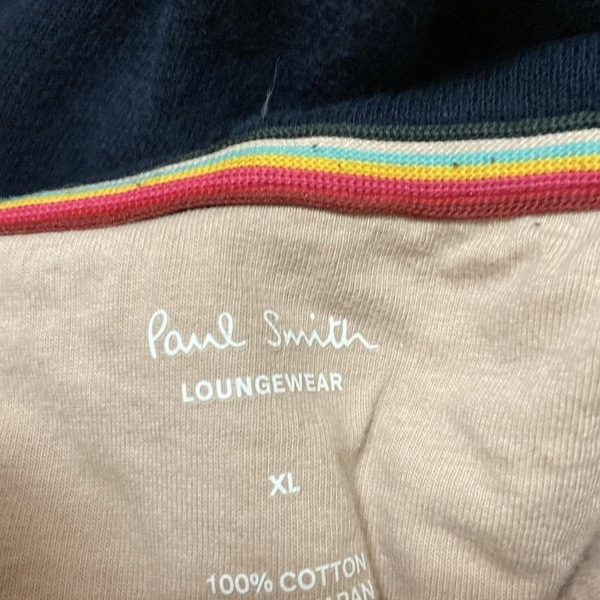 Paul Smith
LOUNGEWEAR
XL
100% COTTON